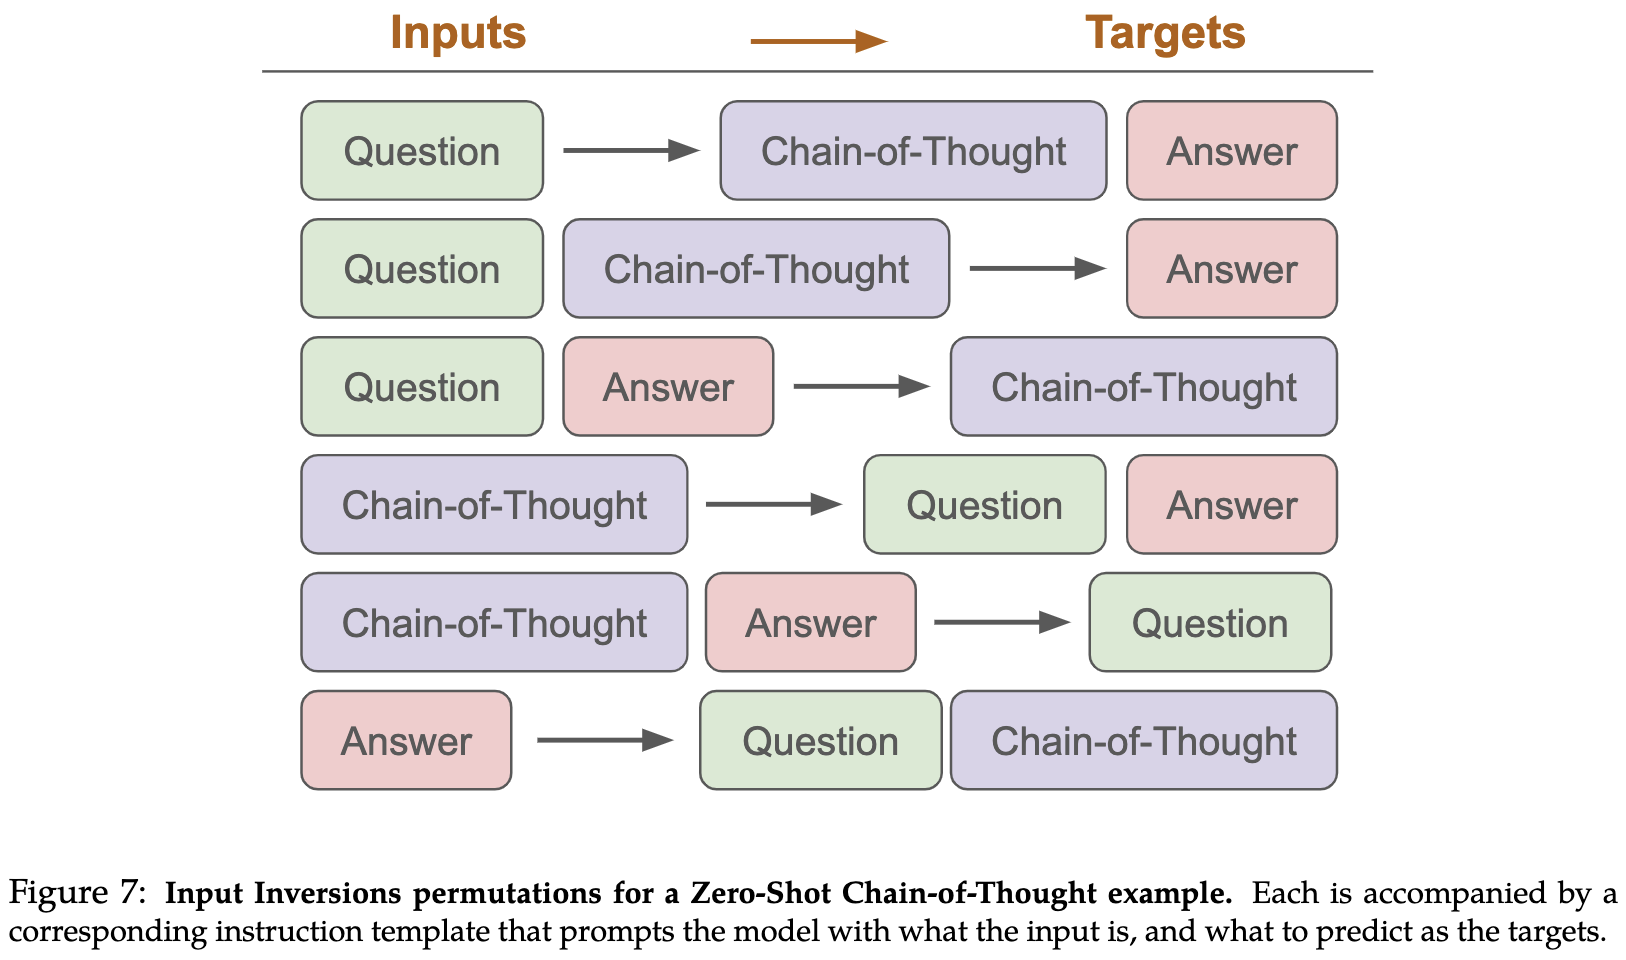 Inputs Targets
Question Chain-of-Thought Answer
Question Chain-of-Thought Answer
Question Answer Chain-of-Thought
Chain-of-Thought Question Answer
Chain-of-Thought Answer Question
Answer Question Chain-of-Thought
Figure 7: Input Inversions permutations for a Zero-Shot Chain-of-Thought example. Each is accompanied by a
corresponding instruction template that prompts the model with what the input is, and what to predict as the targets.